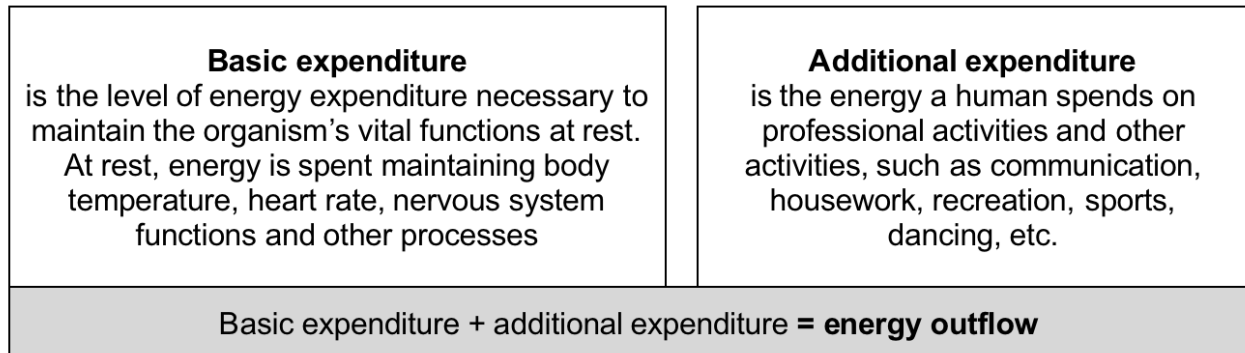 Basic expenditure
is the level of energy expenditure necessary to
maintain the organism’s vital functions at rest.
At rest, energy is spent maintaining body
temperature, heart rate, nervous system
functions and other processes
Additional expenditure
is the energy a human spends on
professional activities and other
activities, such as communication,
housework, recreation, sports,
dancing, etc.
Basic expenditure + additional expenditure = energy outflow